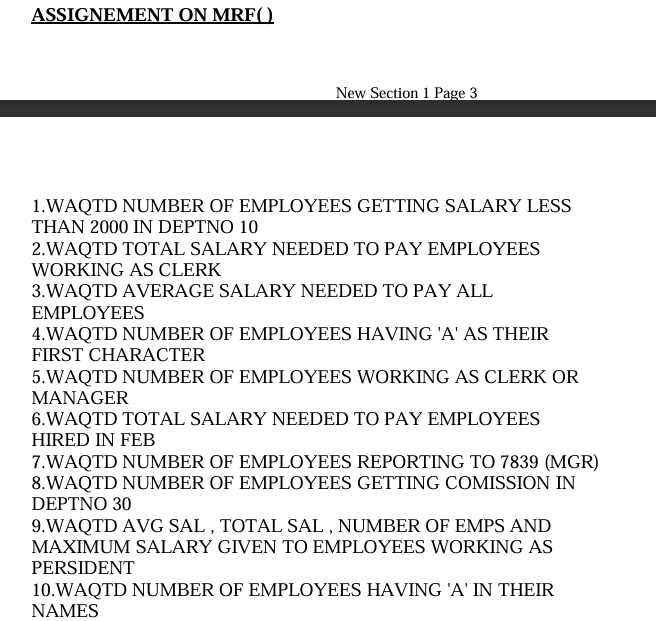 ASSIGNEMENT ON MRF( )
New Section 1 Page 3
1.WAQTD NUMBER OF EMPLOYEES GETTING SALARY LESS
THAN 2000 IN DEPTNO 10
2.WAQTD TOTAL SALARY NEEDED TO PAY EMPLOYEES
WORKING AS CLERK
3.WAQTD AVERAGE SALARY NEEDED TO PAY ALL
EMPLOYEES
4.WAQTD NUMBER OF EMPLOYEES HAVING 'A' AS THEIR
FIRST CHARACTER
5.WAQTD NUMBER OF EMPLOYEES WORKING AS CLERK OR
MANAGER
6.WAQTD TOTAL SALARY NEEDED TO PAY EMPLOYEES
HIRED IN FEB
7.WAQTD NUMBER OF EMPLOYEES REPORTING TO 7839 (MGR)
8.WAQTD NUMBER OF EMPLOYEES GETTING COMISSION IN
DEPTNO 30
9.WAQTD AVG SAL , TOTAL SAL , NUMBER OF EMPS AND
MAXIMUM SALARY GIVEN TO EMPLOYEES WORKING AS
PERSIDENT
10.WAQTD NUMBER OF EMPLOYEES HAVING 'A' IN THEIR
NAMES